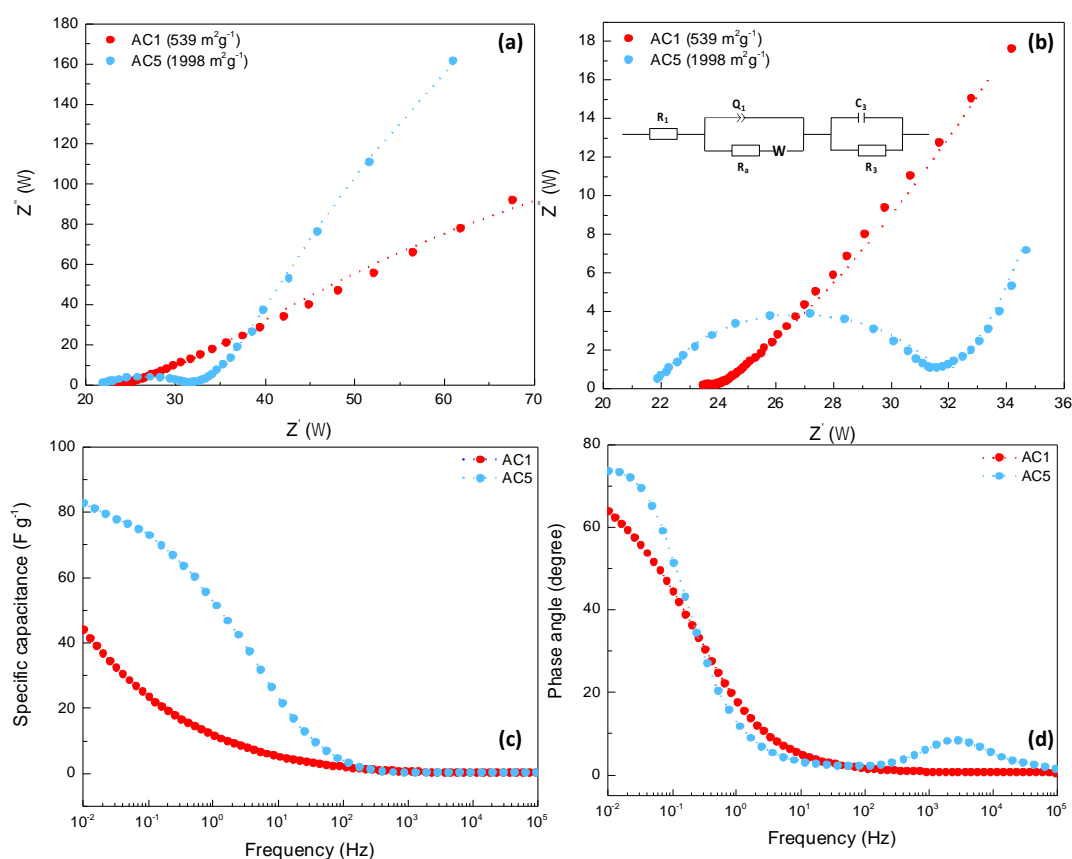 (a)
AC1 (539 m²g⁻¹)
AC5 (1998 m²g⁻¹)
180
160
140
120
100
80
60
40
20
0
Z" (W)
20 30 40 50 60 70
Z' (W)
(b)
AC1 (539 m²g⁻¹)
AC5 (1998 m²g⁻¹)
R₁
Q₁
Rₐ
W
C₃
R₃
18
16
14
12
10
8
6
4
2
0
Z" (W)
20 22 24 26 28 30 32 34 36
Z' (W)
AC1
AC5
(c)
100
80
60
40
20
0
Specific capacitance (F g⁻¹)
10⁻² 10⁻¹ 10⁰ 10¹ 10² 10³ 10⁴ 10⁵
Frequency (Hz)
AC1
AC5
(d)
80
60
40
20
0
Phase angle (degree)
10⁻² 10⁻¹ 10⁰ 10¹ 10² 10³ 10⁴ 10⁵
Frequency (Hz)